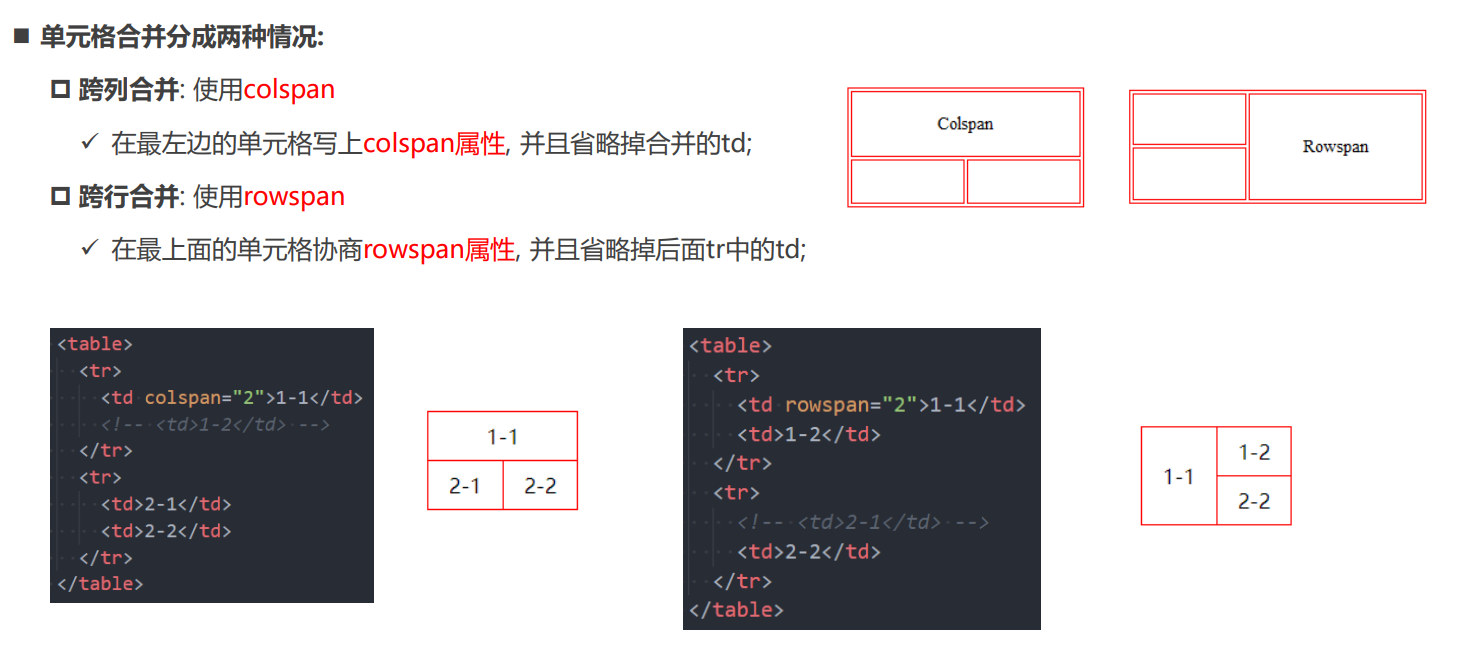 ■ 单元格合并分成两种情况:
跨列合并: 使用colspan
✓ 在最左边的单元格写上colspan属性, 并且省略掉合并的td;
跨行合并: 使用rowspan
✓ 在最上面的单元格协商rowspan属性, 并且省略掉后面tr中的td;
Colspan
Rowspan
<table>
<tr>
<td colspan="2">1-1</td>
<!-- <td>1-2</td> -->
</tr>
<tr>
<td>2-1</td>
<td>2-2</td>
</tr>
</table>
1-1
2-1 2-2
<table>
<tr>
<td rowspan="2">1-1</td>
<td>1-2</td>
</tr>
<tr>
<!-- <td>2-1</td> -->
<td>2-2</td>
</tr>
</table>
1-1
1-2
2-2